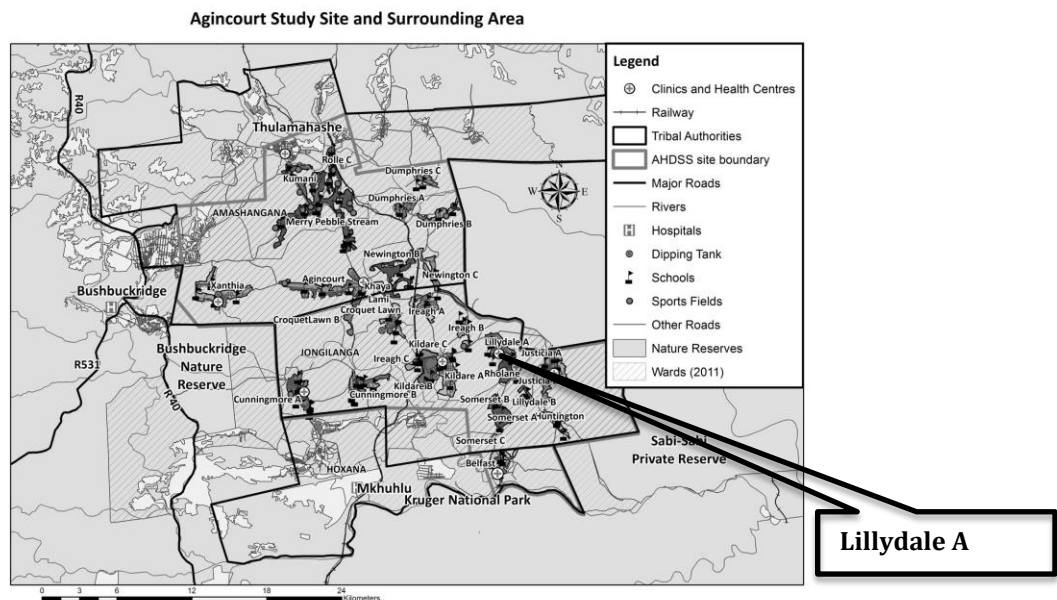 Agincourt Study Site and Surrounding Area
Legend
Clinics and Health Centres
Railway
Tribal Authorities
AHDSS site boundary
Major Roads
Rivers
Hospitals
Dipping Tank
Schools
Sports Fields
Other Roads
Nature Reserves
Wards (2011)
N
W
E
S
R40
Thulamahashe
Rolle C
Kumani
Dumphries C
Dumphries A
AMASHANGANA
Merry Pebble Stream
Dumphries B
Newington B
Newington C
Xanthia
Agincourt
Khaya
Lami
Bushbuckridge
Croquet Lawn
CroquetLawn B
Ireagh A
Ireagh B
Bushbuckridge
Nature
Reserve
JONGILANGA
Kildare C
Lillydale A
Justicia A
R531
Ireagh C
Kildare A
Rholane
Justicia
R 40
Kildare B
Cunningmore A
Cunningmore B
Somerset B
Lillydale B
Somerset A
Huntington
Somerset C
Sabi-Sabi
Private Reserve
HOXANA
Belfast
Mkhuhlu
Kruger National Park
Lillydale A
0 3 6 12 18 24
Kilometers